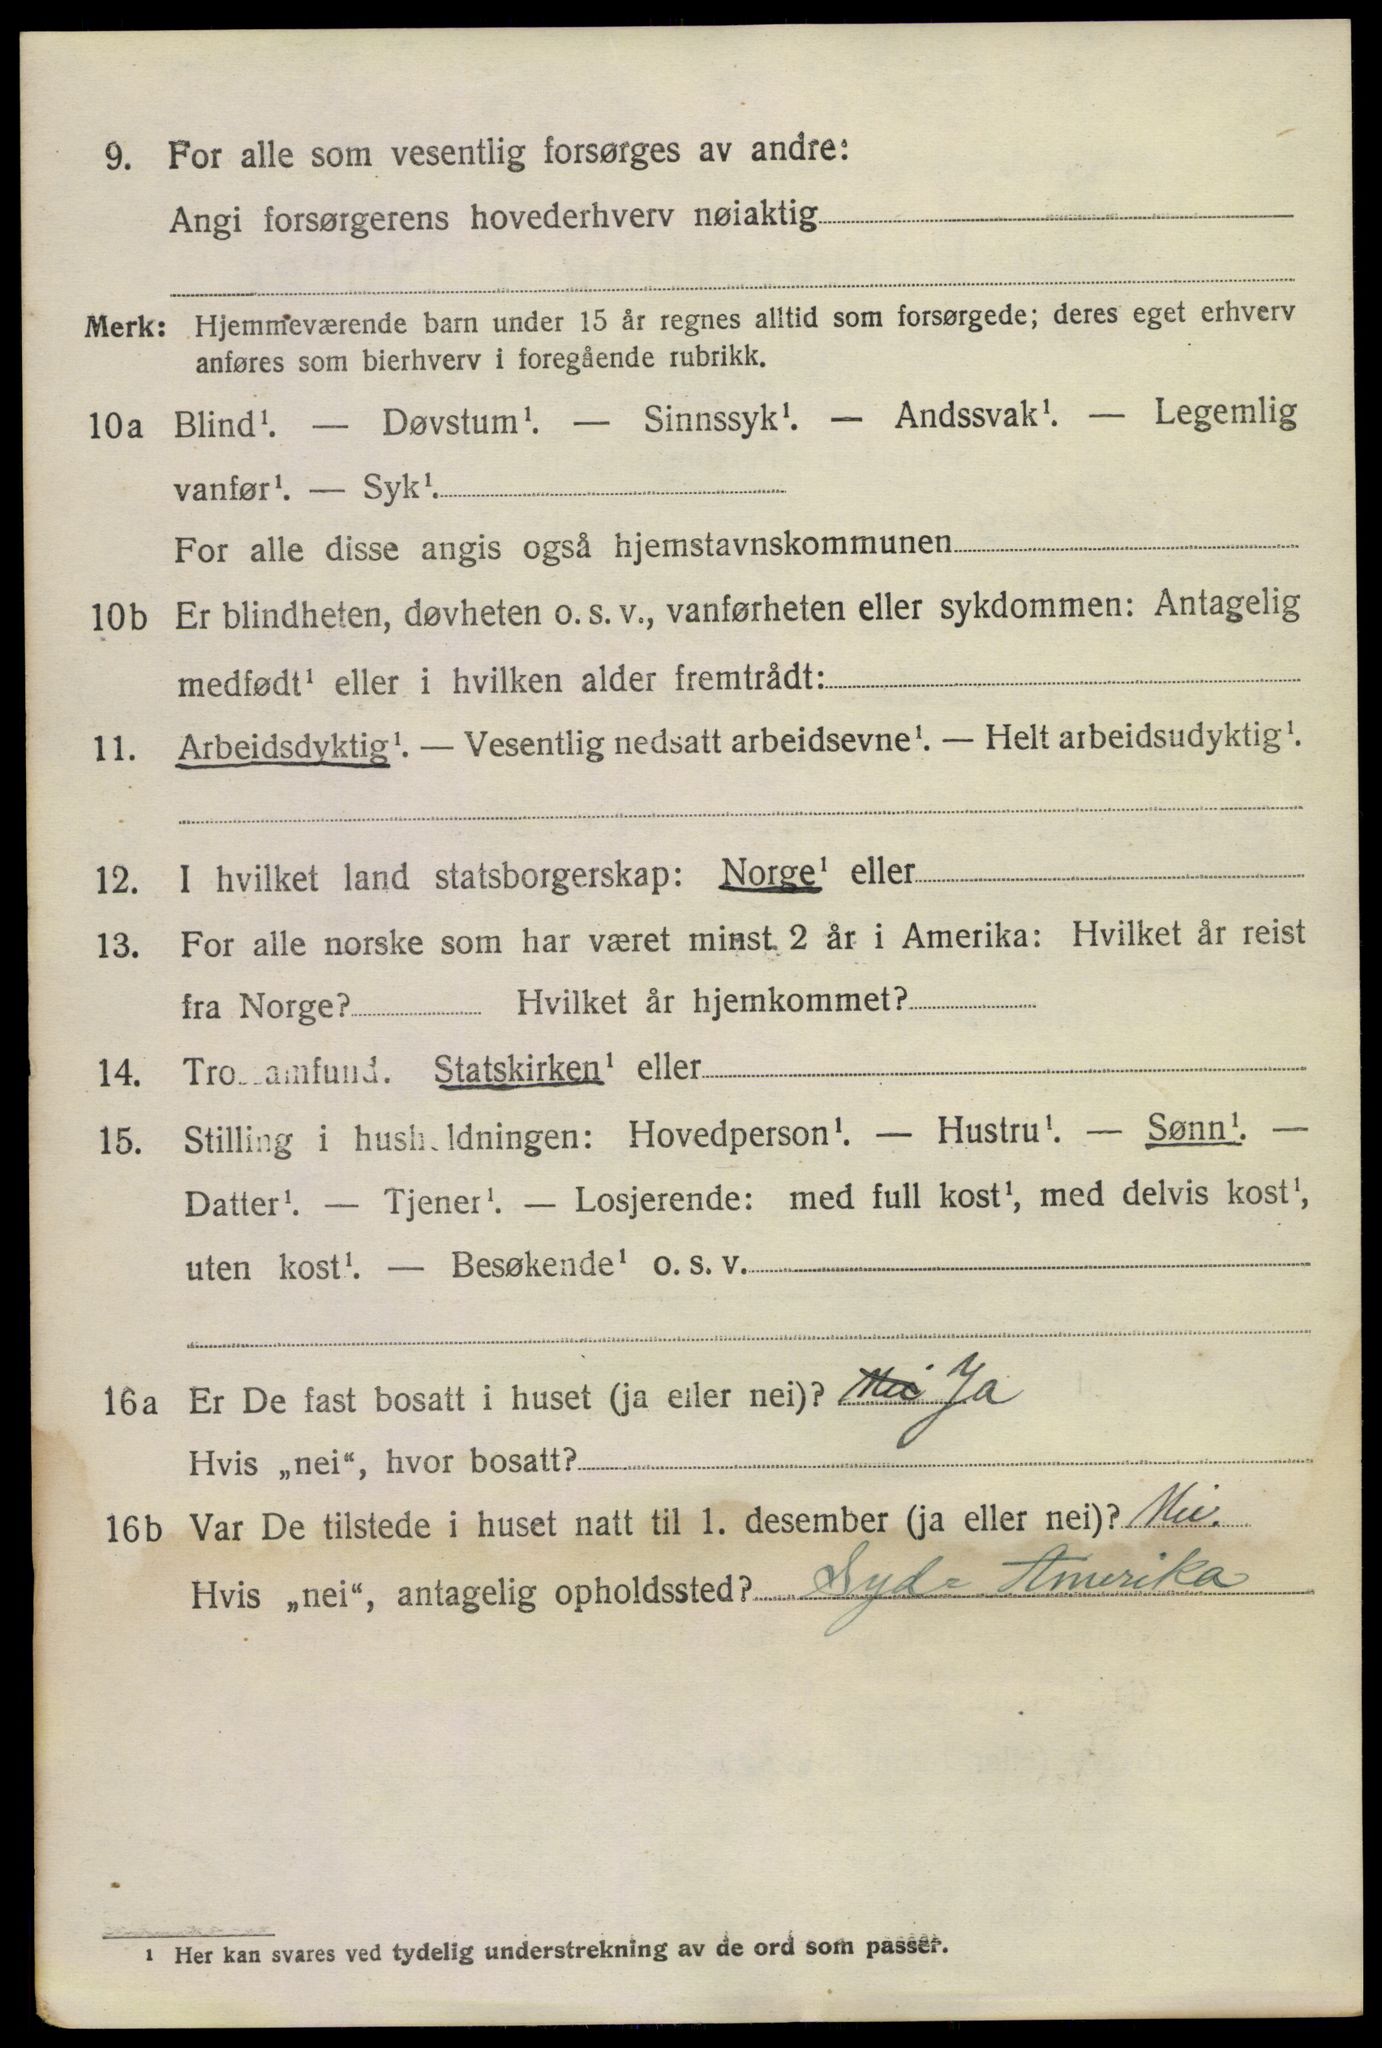 9. For alle som vesentlig forsørges av andre:
Angi forsørgerens hovederhverv nøiaktig
Merk: Hjemmeværende barn under 15 år regnes alltid som forsørgede; deres eget erhverv
anføres som bierhverv i foregående rubrikk.
10a Blind¹. — Døvstum¹. — Sinnssyk¹. — Andssvak¹. — Legemlig
vanfør¹. — Syk¹.
For alle disse angis også hjemstavnskommunen
10b Er blindheten, døvheten o. s. v., vanførheten eller sykdommen: Antagelig
medfødt¹ eller i hvilken alder fremtrådt:
11. Arbeidsdyktig¹. — Vesentlig nedsatt arbeidsevne¹. — Helt arbeidsudyktig¹.
12. I hvilket land statsborgerskap: Norge¹ eller
13. For alle norske som har været minst 2 år i Amerika: Hvilket år reist
fra Norge? Hvilket år hjemkommet?
14. Trossamfund. Statskirken¹ eller
15. Stilling i husholdningen: Hovedperson¹. — Hustru¹. — Sønn¹. —
Datter¹. — Tjener¹. — Losjerende: med full kost¹, med delvis kost¹,
uten kost¹. — Besøkende¹ o. s. v.
16a Er De fast bosatt i huset (ja eller nei)? Nei Ja
Hvis „nei“, hvor bosatt?
16b Var De tilstede i huset natt til 1. desember (ja eller nei)? Nei.
Hvis „nei“, antagelig opholdssted? Syd-Amerika
¹ Her kan svares ved tydelig understrekning av de ord som passer.